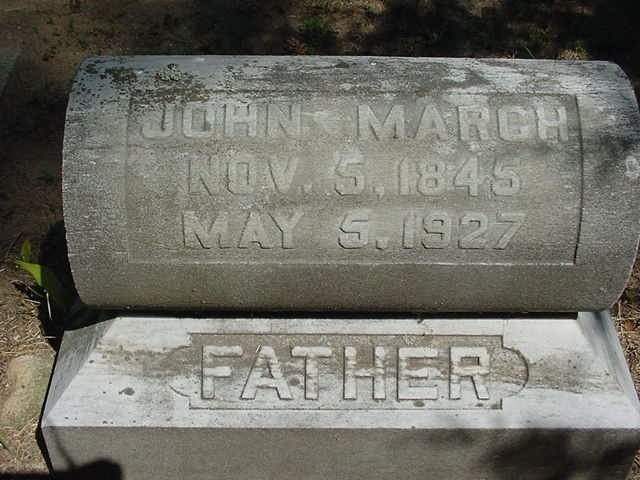 JOHN MARCH
NOV. 5, 1845
MAY 5, 1927
FATHER